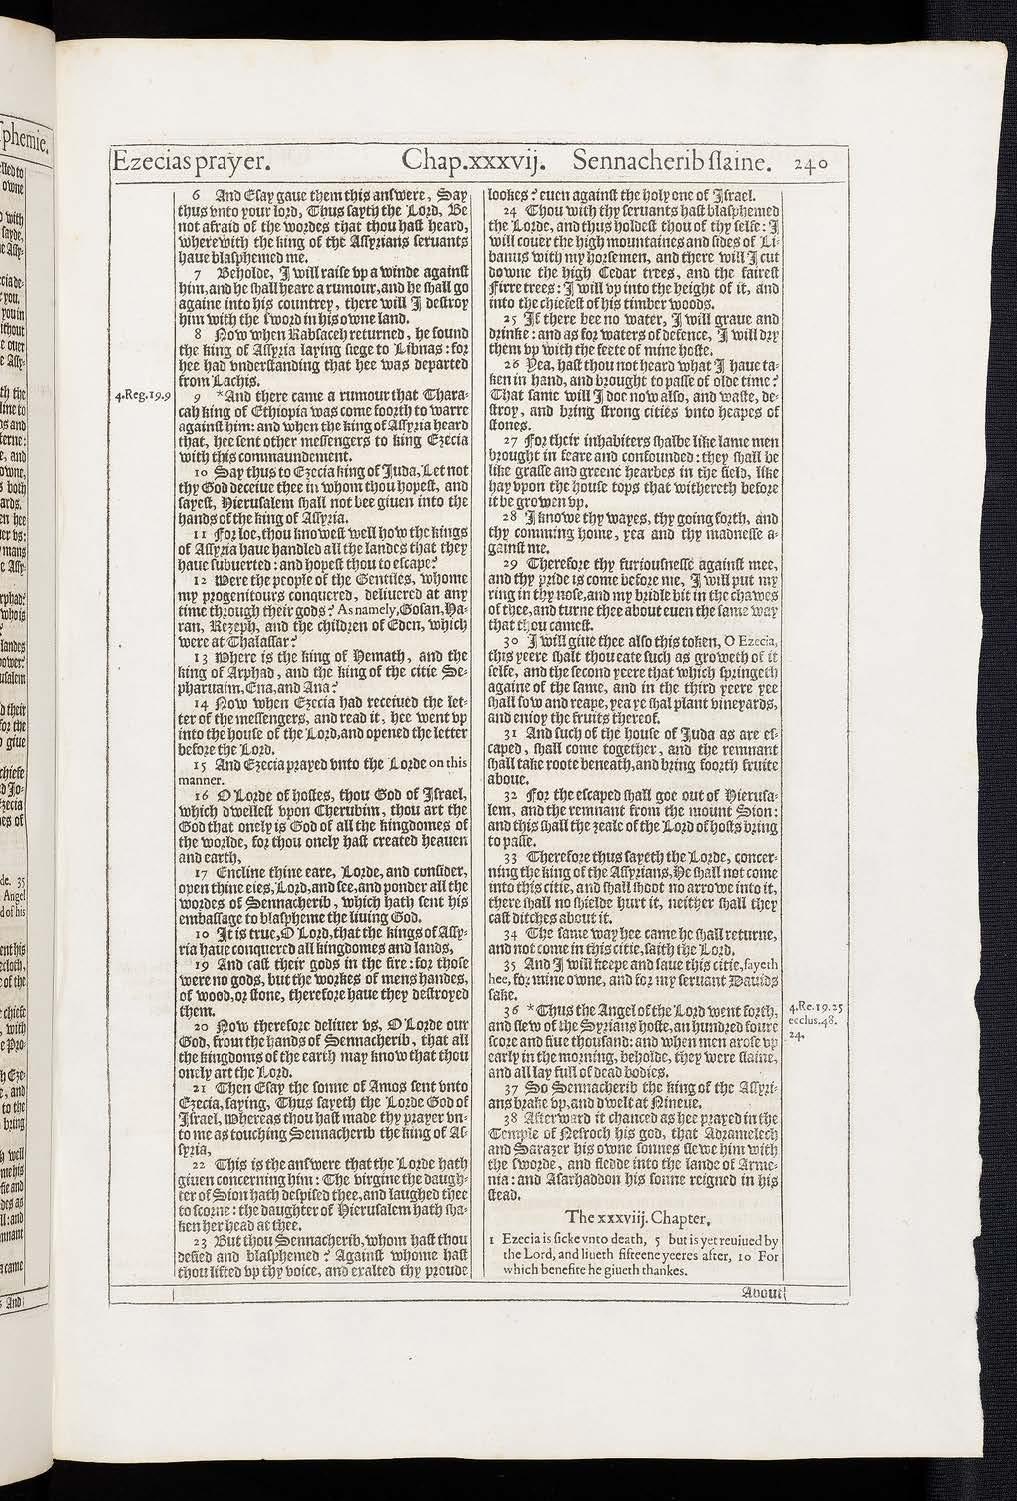 Ezecias prayer. Chap.xxxvij. Sennacherib slaine. 240
6 And Esay gaue them this answere, Say
thus vnto your lord, Thus sayth the Lord, Be
not afraid of the wordes that thou hast heard,
wherewith the king of the Assyrians seruants
haue blasphemed me.
7 Beholde, I will raise vp a winde against
him, and he shall heare a rumour, and he shall go
againe into his countrey, there will I destroy
him with the sword in his owne land.
8 Now when Rabsaceh returned, he found
the king of Assyria laying siege to Libnas: for
hee had vnderstanding that hee was departed
from Lachis.
4.Reg.19.9
9 *And there came a rumour that Thara-
cah king of Ethiopia was come foorth to warre
against him: and when the king of Assyria heard
that, hee sent other messengers to king Ezecia
with this commaundement.
10 Say thus to Ezecia king of Juda, Let not
thy God deceiue thee in whom thou hopest, and
sayest, Hierusalem shall not bee giuen into the
hands of the king of Assyria.
11 For loe, thou knowest well how the kings
of Assyria haue handled all the landes that they
haue subuerted: and hopest thou to escape?
12 Were the people of the Gentiles, whome
my progenitours conquered, deliuered at any
time through their gods? As namely, Gosan, Ha-
ran, Rezeph, and the children of Eden, which
were at Thalassar?
13 Where is the king of Hemath, and the
king of Arphad, and the king of the citie Se-
pharuaim, Ena, and Ana?
14 Now when Ezecia had receiued the let-
ter of the messengers, and read it, hee went vp
into the house of the Lord, and opened the letter
before the Lord.
15 And Ezecia prayed vnto the Lorde on this
manner.
16 O Lorde of hostes, thou God of Israel,
which dwellest vpon Cherubim, thou art the
God that onely is God of all the kingdomes of
the worlde, for thou onely hast created heauen
and earth,
17 Encline thine eare, Lorde, and consider,
open thine eies, Lord, and see, and ponder all the
wordes of Sennacherib, which hath sent his
embassage to blaspheme the liuing God.
10 It is true, O Lord, that the kings of Assy-
ria haue conquered all kingdomes and lands,
19 And cast their gods in the fire: for those
were no gods, but the workes of mens handes,
of wood, or stone, therefore haue they destroyed
them.
20 Now therefore deliuer vs, O Lorde our
God, from the hands of Sennacherib, that all
the kingdoms of the earth may know that thou
onely art the Lord.
21 Then Esay the sonne of Amos sent vnto
Ezecia, saying, Thus sayeth the Lorde God of
Israel, Whereas thou hast made thy prayer vn-
to me as touching Sennacherib the king of As-
syria,
22 This is the answere that the Lorde hath
giuen concerning him: The virgine the daugh-
ter of Sion hath despised thee, and laughed thee
to scorne: the daughter of Hierusalem hath sha-
ken her head at thee.
23 But thou Sennacherib, whom hast thou
defied and blasphemed? Against whome hast
thou lifted vp thy voice, and exalted thy proude
lookes? euen against the holy one of Israel.
24 Thou with thy seruants hast blasphemed
the Lorde, and thus holdest thou of thy selfe: I
will couer the high mountaines and sides of Li-
banus with my horsemen, and there will I cut
downe the high Cedar trees, and the fairest
Firre trees: I will vp into the height of it, and
into the chiefest of his timber woods.
25 If there bee no water, I will graue and
drinke: and as for waters of defence, I will dry
them vp with the feete of mine hoste.
26 Yea, hast thou not heard what I haue ta-
ken in hand, and brought to passe of olde time?
That same will I doe now also, and waste, de-
stroy, and bring strong cities vnto heapes of
stones.
27 For their inhabiters shalbe like lame men
brought in feare and confounded: they shall be
like grasse and greene hearbes in the field, like
hay vpon the house tops that withereth before
it be growen vp.
28 I knowe thy wayes, thy going forth, and
thy comming home, yea and thy madnesse a-
gainst me.
29 Therefore thy furiousnesse against mee,
and thy pride is come before me, I will put my
ring in thy nose, and my bridle bit in the chawes
of thee, and turne thee about euen the same way
that thou camest.
30 I will giue thee also this token, O Ezecia,
this yeere shalt thou eate such as groweth of it
selfe, and the second yeere that which springeth
againe of the same, and in the third yeere yee
shall sow and reape, yea ye shal plant vineyards,
and enioy the fruits thereof.
31 And such of the house of Juda as are es-
caped, shall come together, and the remnant
shall take roote beneath, and bring foorth fruite
aboue.
32 For the escaped shall goe out of Hierusa-
lem, and the remnant from the mount Sion:
and this shall the zeale of the Lord of hosts bring
to passe.
33 Therefore thus sayeth the Lorde, concer-
ning the king of the Assyrians, He shall not come
into this citie, and shall shoot no arrowe into it,
there shall no shielde hurt it, neither shall they
cast ditches about it.
34 The same way hee came he shall returne,
and not come in this citie, saith the Lord.
35 And I will keepe and saue this citie, sayeth
hee, for mine owne, and for my seruant Dauids
sake.
4.Re.19.25
ecclus.48.
24.
36 *Thus the Angel of the Lord went forth,
and slew of the Syrians hoste, an hundred foure
score and fiue thousand: and when men arose vp
early in the morning, beholde, they were slaine,
and all lay full of dead bodies.
37 So Sennacherib the king of the Assyri-
ans brake vp, and dwelt at Nineue.
38 Afterward it chanced as hee prayed in the
Temple of Nesroch his god, that Adramelech
and Sarazer his owne sonnes slewe him with
the sworde, and fledde into the lande of Arme-
nia: and Asarhaddon his sonne reigned in his
stead.
The xxxviij. Chapter,
1 Ezecia is sicke vnto death, 5 but is yet reuiued by
the Lord, and liueth fifteene yeeres after, 10 For
which benefite he giueth thankes.
About